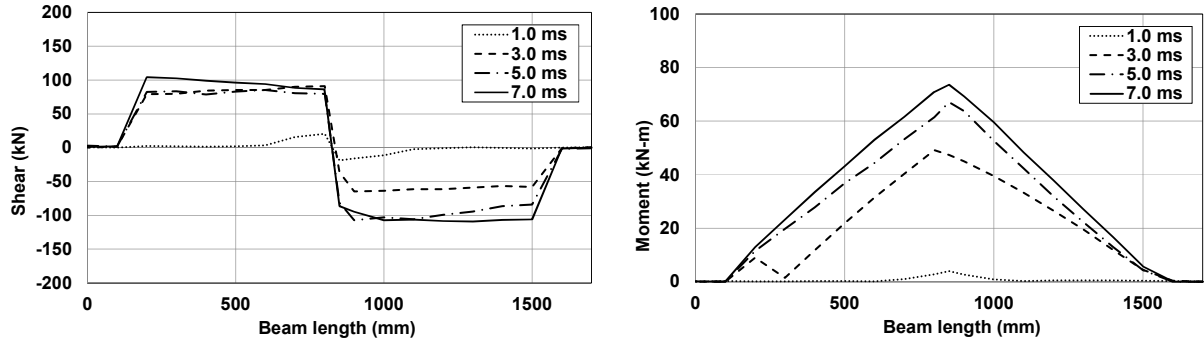 200
150
100
50
0
-50
-100
-150
-200
Shear (kN)
0
500
1000
1500
Beam length (mm)
1.0 ms
3.0 ms
5.0 ms
7.0 ms
100
80
60
40
20
0
Moment (kN-m)
0
500
1000
1500
Beam length (mm)
1.0 ms
3.0 ms
5.0 ms
7.0 ms